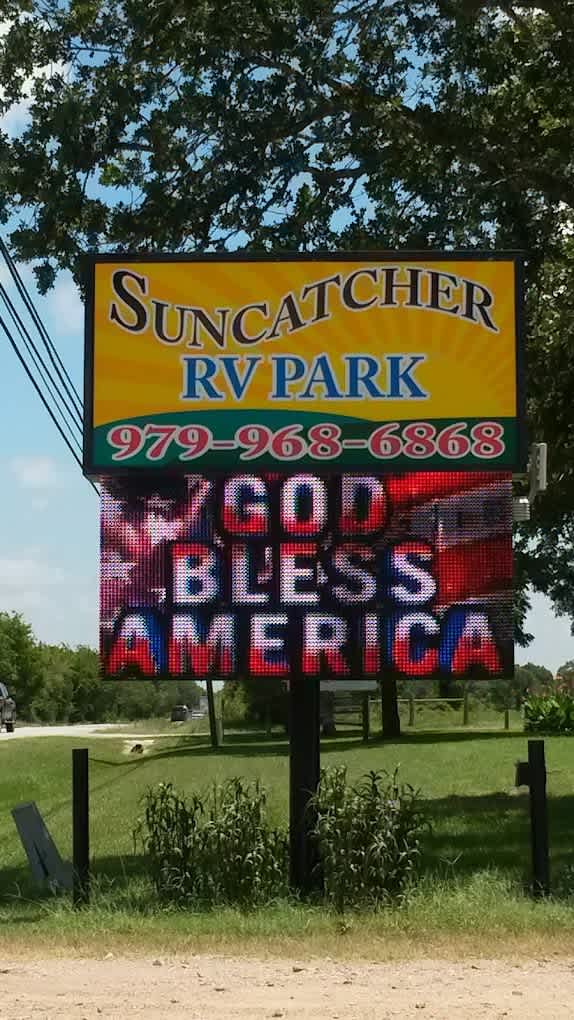 SUNCATCHER
RV PARK
979-968-6868
GOD
BLESS
AMERICA